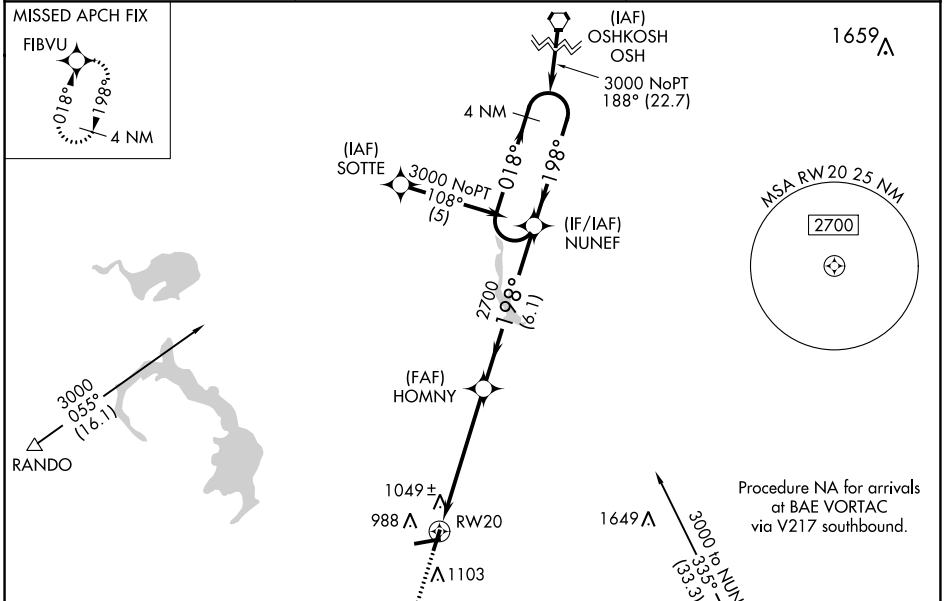 MISSED APCH FIX
FIBVU
018°
198°
4 NM
(IAF)
OSHKOSH
OSH
3000 NoPT
188° (22.7)
1659
4 NM
(IAF)
SOTTE
3000 NoPT
108°
(5)
018°
198°
(IF/IAF)
NUNEF
MSA RW20 25 NM
2700
2700
198°
(6.1)
(FAF)
HOMNY
3000
055°
(16.1)
RANDO
1049 ±
988
RW20
1103
1649
3000 to NUN
335°
(33.3)
Procedure NA for arrivals
at BAE VORTAC
via V217 southbound.